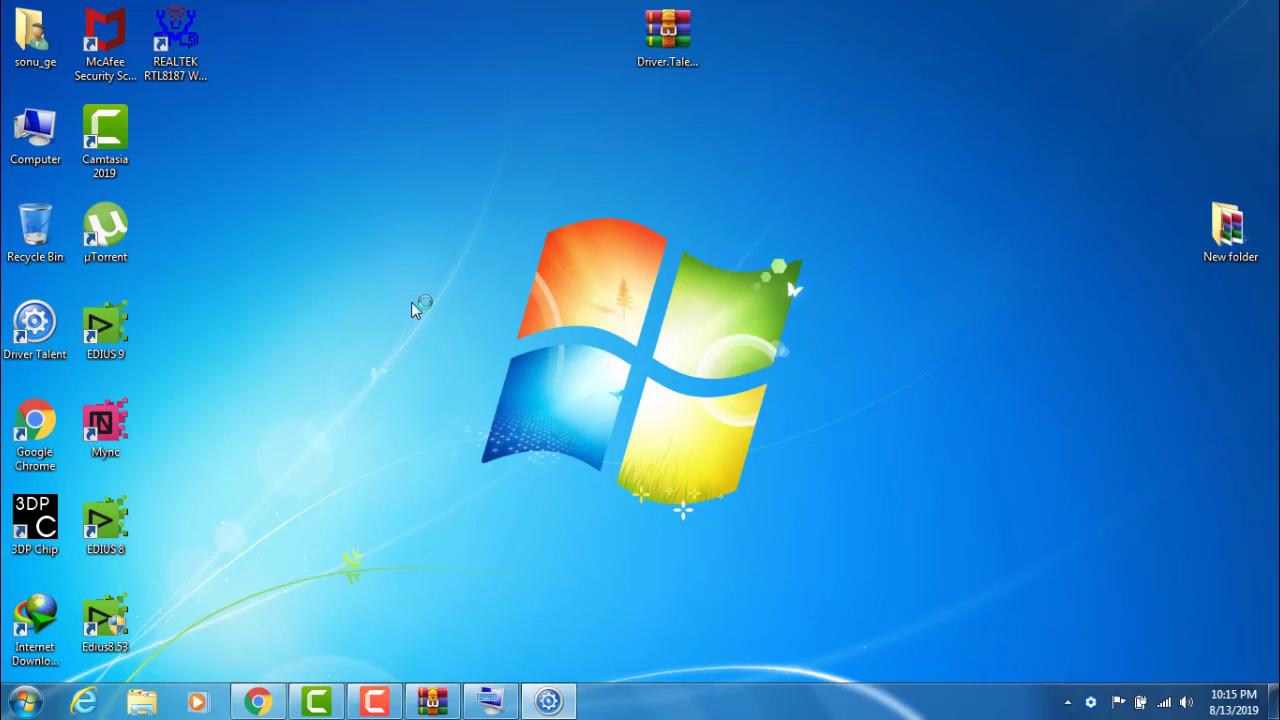 sonu_ge
McAfee
Security Sc...
REALTEK
RTL8187 W...
Driver.Tale...
Computer
Camtasia
2019
Recycle Bin
µTorrent
New folder
Driver Talent
EDIUS 9
Google
Chrome
Mync
3DP
C
3DP Chip
EDIUS 8
Internet
Downlo...
Edius8.53
10:15 PM
8/13/2019